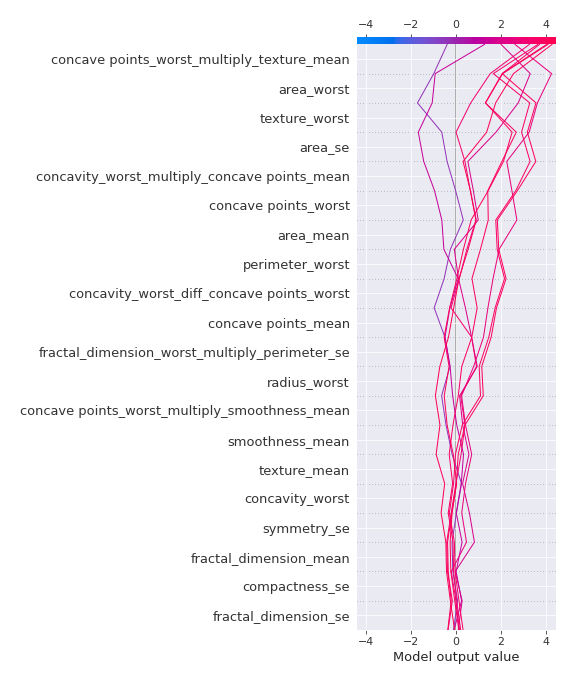 −4 −2 0 2 4
concave points_worst_multiply_texture_mean
area_worst
texture_worst
area_se
concavity_worst_multiply_concave points_mean
concave points_worst
area_mean
perimeter_worst
concavity_worst_diff_concave points_worst
concave points_mean
fractal_dimension_worst_multiply_perimeter_se
radius_worst
concave points_worst_multiply_smoothness_mean
smoothness_mean
texture_mean
concavity_worst
symmetry_se
fractal_dimension_mean
compactness_se
fractal_dimension_se
−4 −2 0 2 4
Model output value